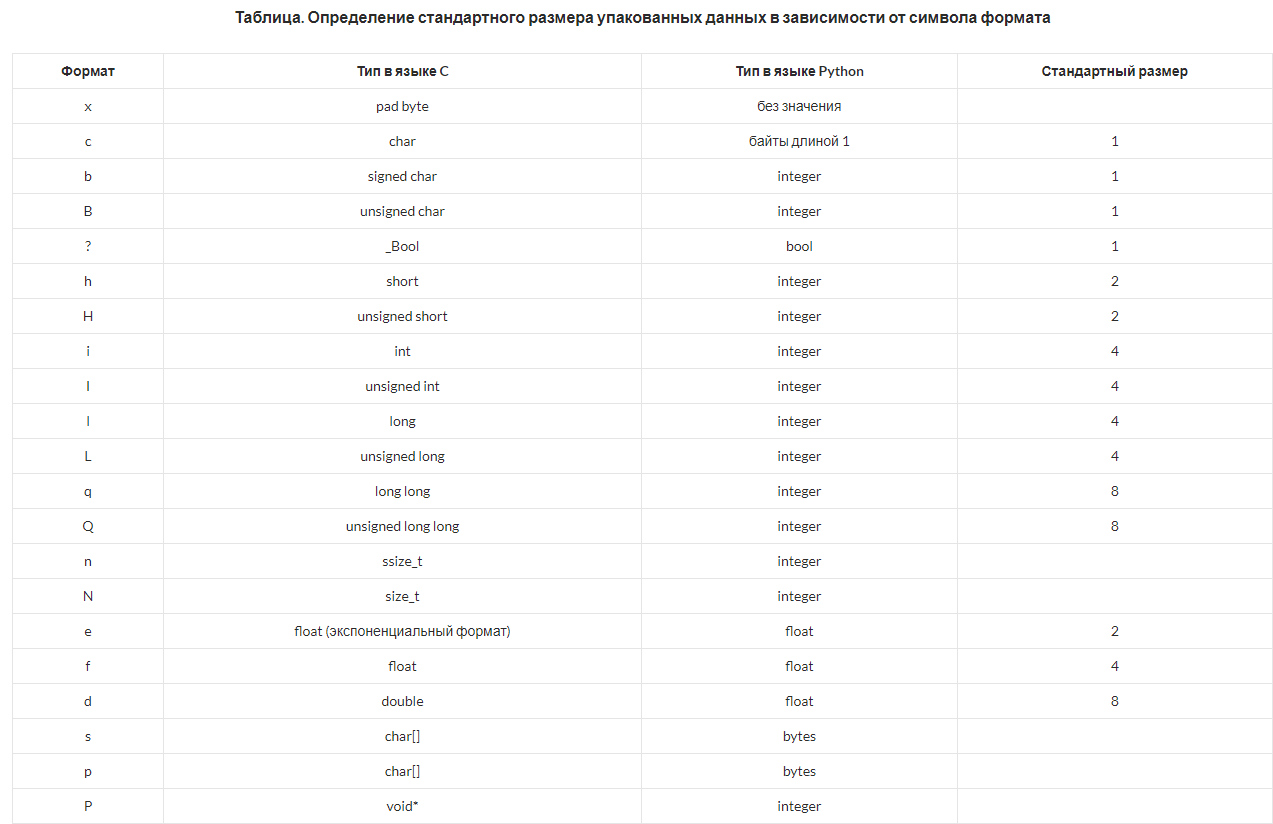 Таблица. Определение стандартного размера упакованных данных в зависимости от символа формата
Формат Тип в языке C Тип в языке Python Стандартный размер
x pad byte без значения
c char байты длиной 1 1
b signed char integer 1
B unsigned char integer 1
? _Bool bool 1
h short integer 2
H unsigned short integer 2
i int integer 4
I unsigned int integer 4
l long integer 4
L unsigned long integer 4
q long long integer 8
Q unsigned long long integer 8
n ssize_t integer
N size_t integer
e float (экспоненциальный формат) float 2
f float float 4
d double float 8
s char[] bytes
p char[] bytes
P void* integer